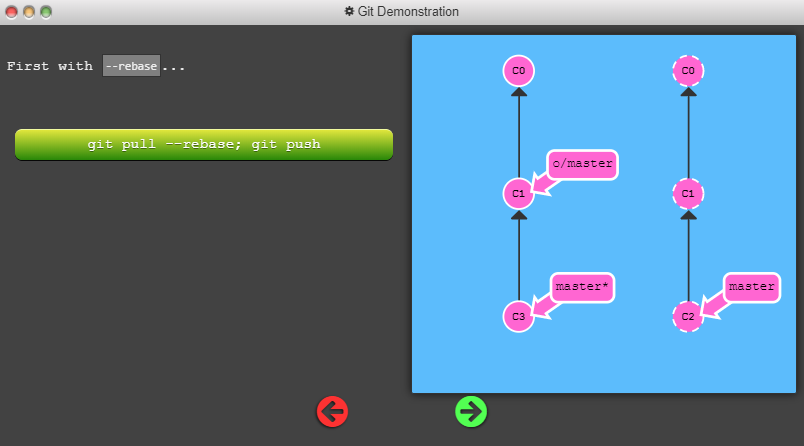 Git Demonstration
First with --rebase...
git pull --rebase; git push
C0
C0
o/master
C1
C1
master*
master
C3
C2